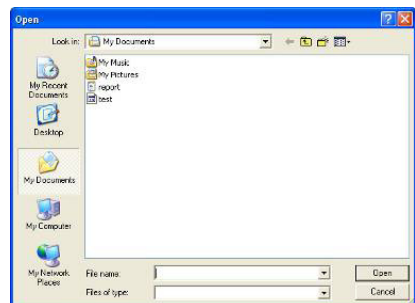 Open
Look in: My Documents
My Recent
Documents
Desktop
My Documents
My Computer
My Network
Places
My Music
My Pictures
report
test
File name:
Open
Files of type:
Cancel